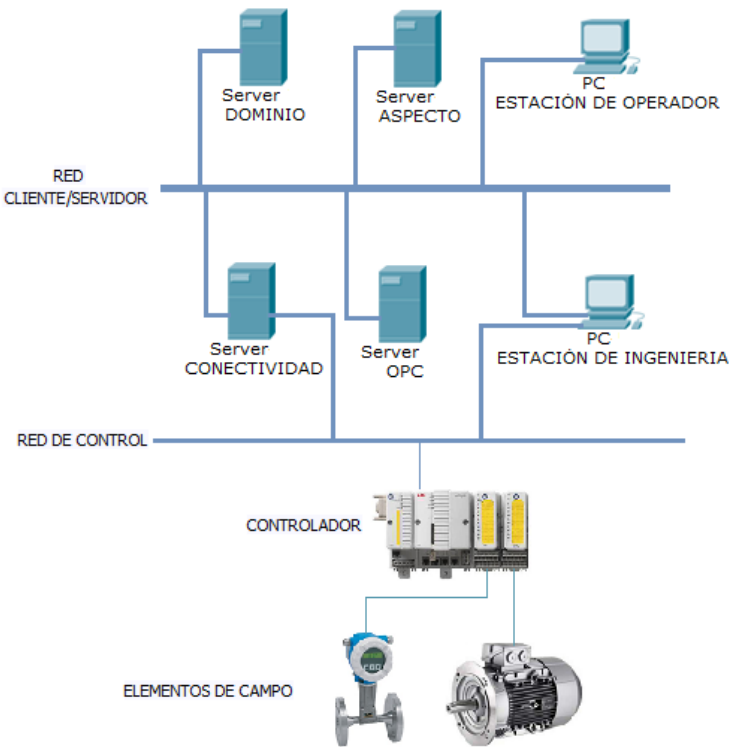 Server
DOMINIO
Server
ASPECTO
PC
ESTACIÓN DE OPERADOR
RED
CLIENTE/SERVIDOR
Server
CONECTIVIDAD
Server
OPC
PC
ESTACIÓN DE INGENIERIA
RED DE CONTROL
CONTROLADOR
ELEMENTOS DE CAMPO